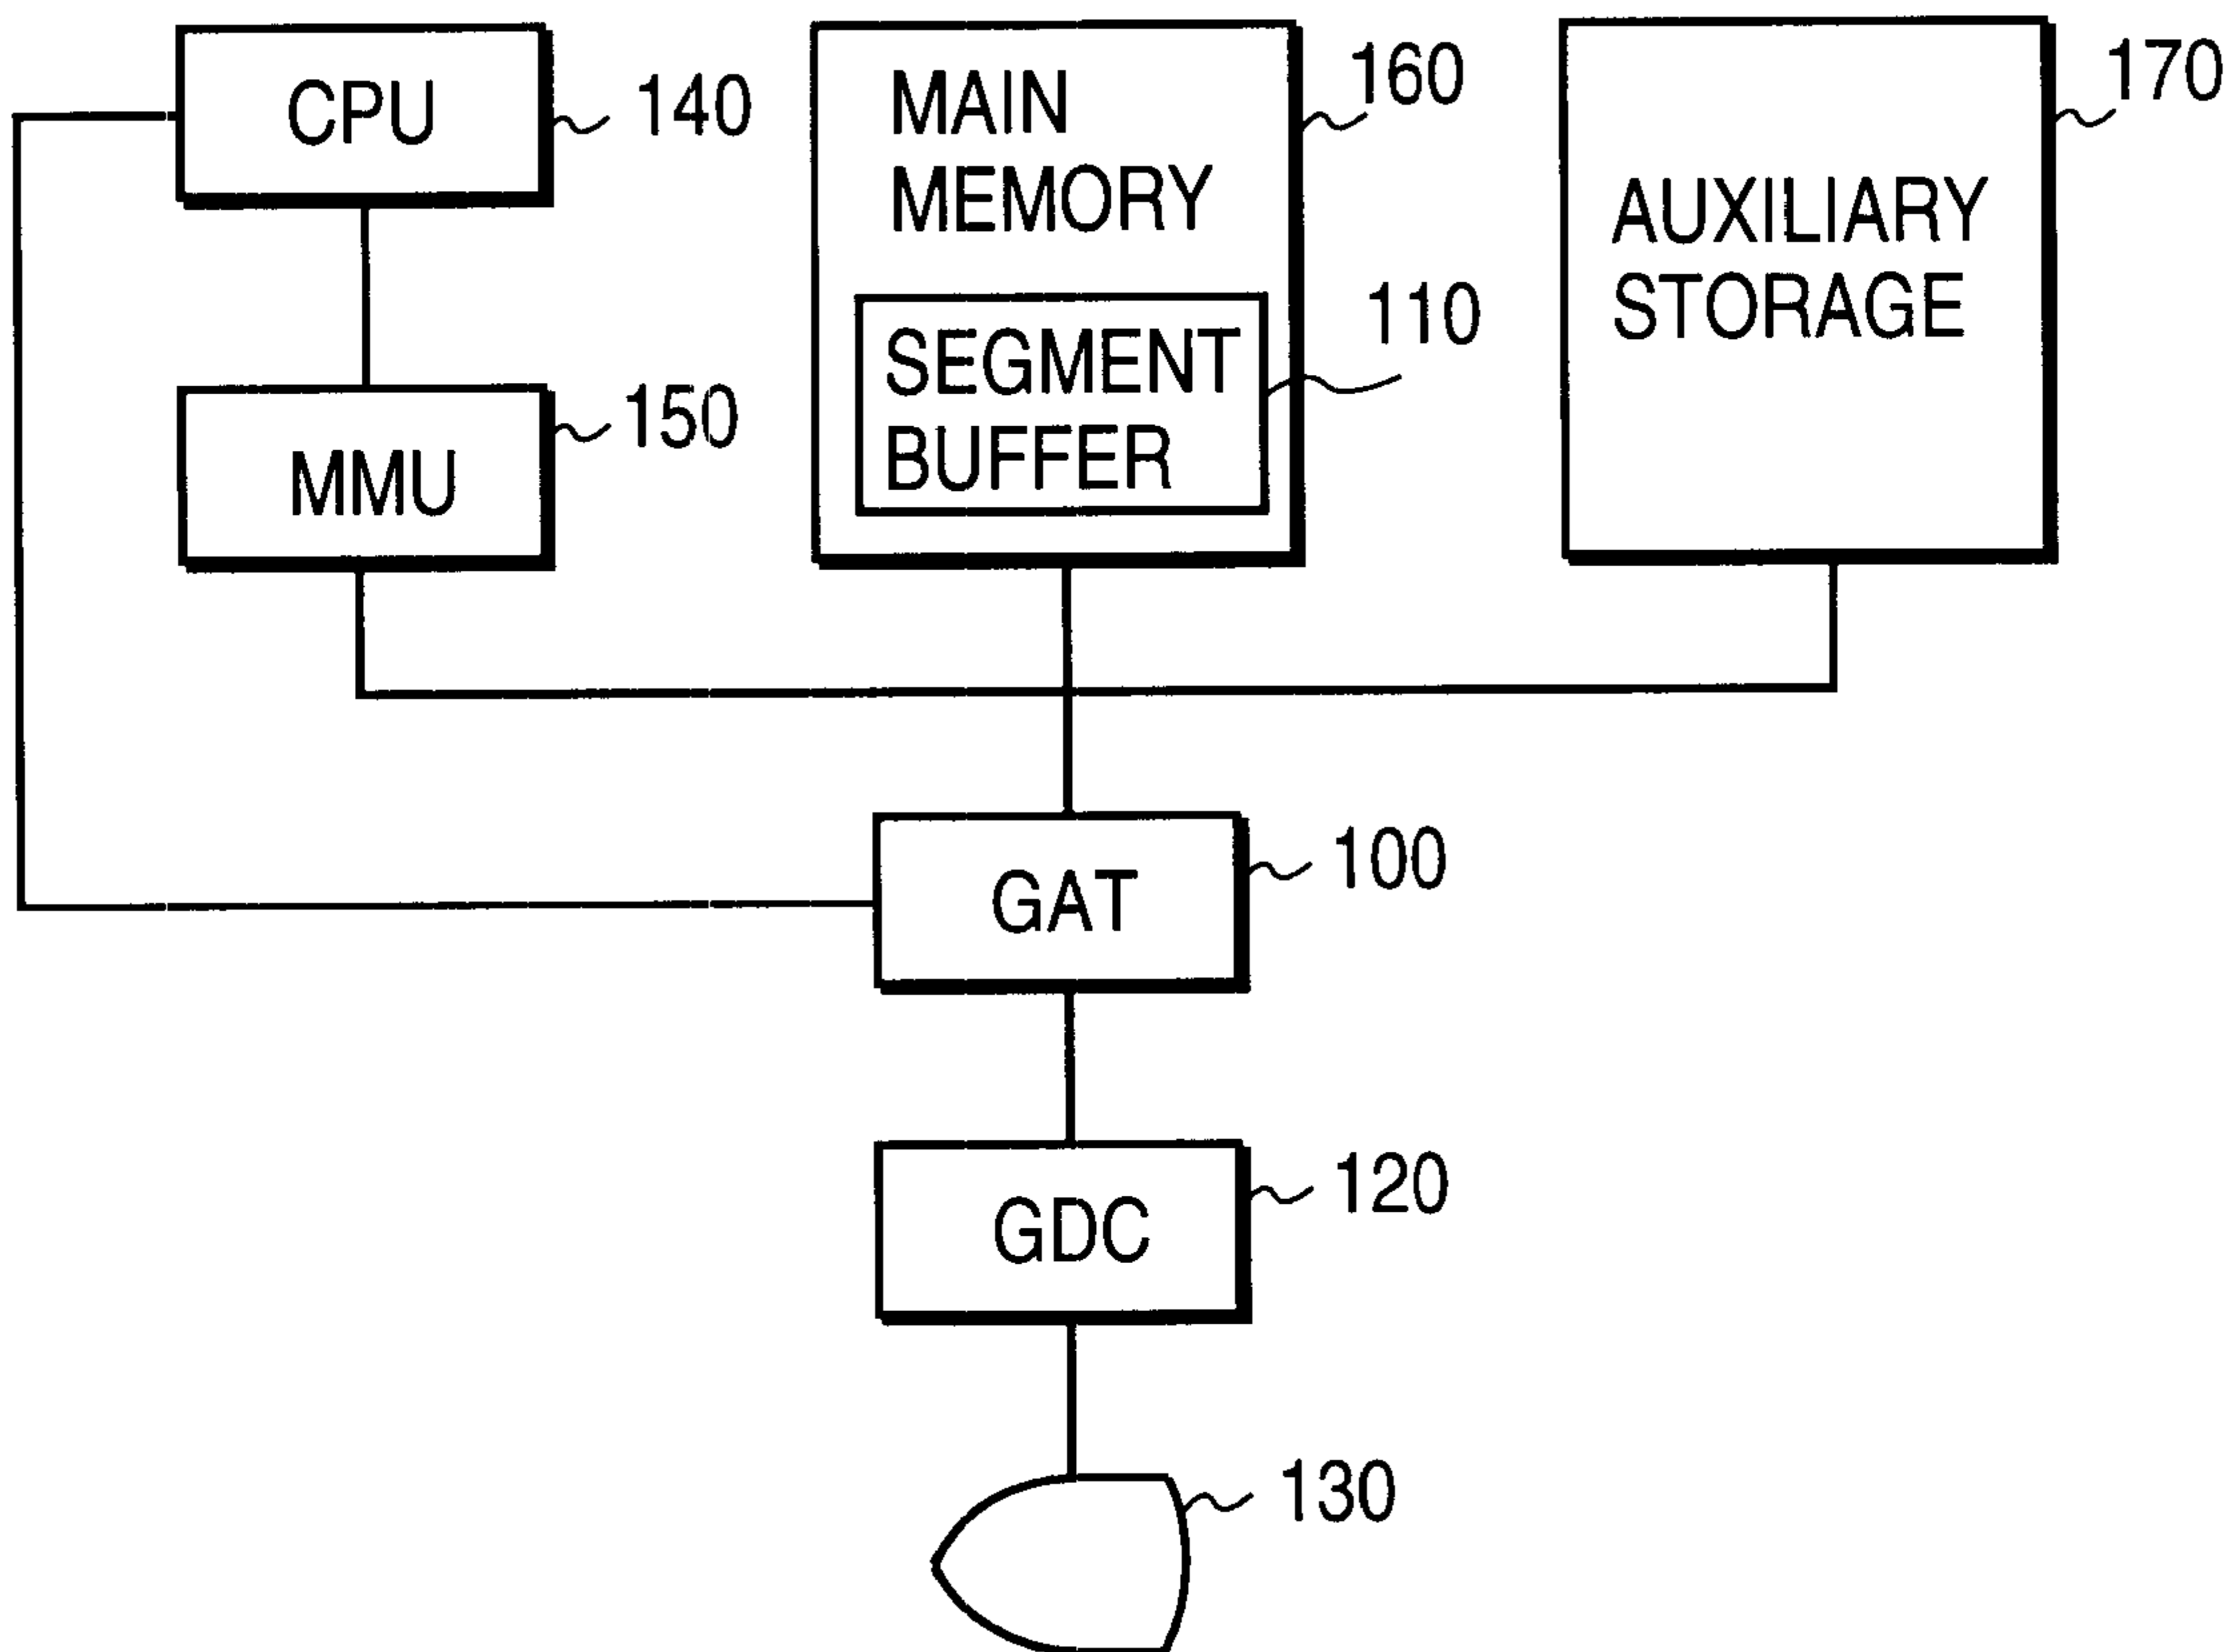 CPU
140
MAIN
MEMORY
160
AUXILIARY
STORAGE
170
SEGMENT
BUFFER
110
MMU
150
GAT
100
GDC
120
130